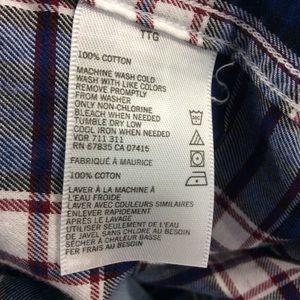 TTG
100% COTTON
MACHINE WASH COLD
WASH WITH LIKE COLORS
REMOVE PROMPTLY
FROM WASHER
ONLY NON-CHLORINE
BLEACH WHEN NEEDED
TUMBLE DRY LOW
COOL IRON WHEN NEEDED
VDR 711 311
RN 67835 CA 07415
FABRIQUÉ À MAURICE
100% COTTON
LAVER À LA MACHINE À
L'EAU FROIDE
LAVER AVEC COULEURS SIMILAIRES
ENLEVER RAPIDEMENT
APRÈS LE LAVAGE
UTILISER SEULEMENT DE L'EAU
DE JAVEL SANS CHLORE AU BESOIN
SÉCHER À CHALEUR BASSE
FER FRAIS AU BESOIN